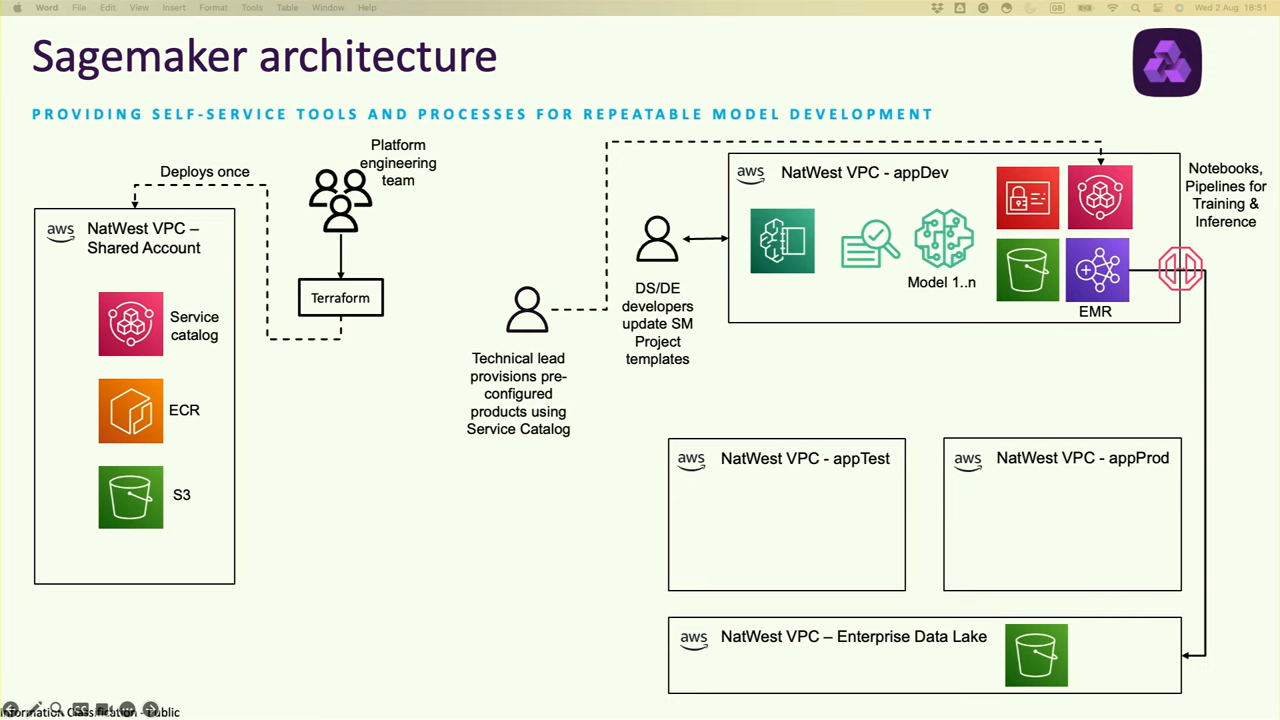 Word File Edit View Insert Format Tools Table Window Help GB Wed 2 Aug 18:51
Sagemaker architecture
PROVIDING SELF-SERVICE TOOLS AND PROCESSES FOR REPEATABLE MODEL DEVELOPMENT
Deploys once
Platform
engineering
team
Terraform
aws
NatWest VPC –
Shared Account
Service
catalog
ECR
S3
Technical lead
provisions pre-
configured
products using
Service Catalog
DS/DE
developers
update SM
Project
templates
aws
NatWest VPC - appDev
Model 1..n
EMR
Notebooks,
Pipelines for
Training &
Inference
aws
NatWest VPC - appTest
aws
NatWest VPC - appProd
aws
NatWest VPC – Enterprise Data Lake
Information Classification - Public